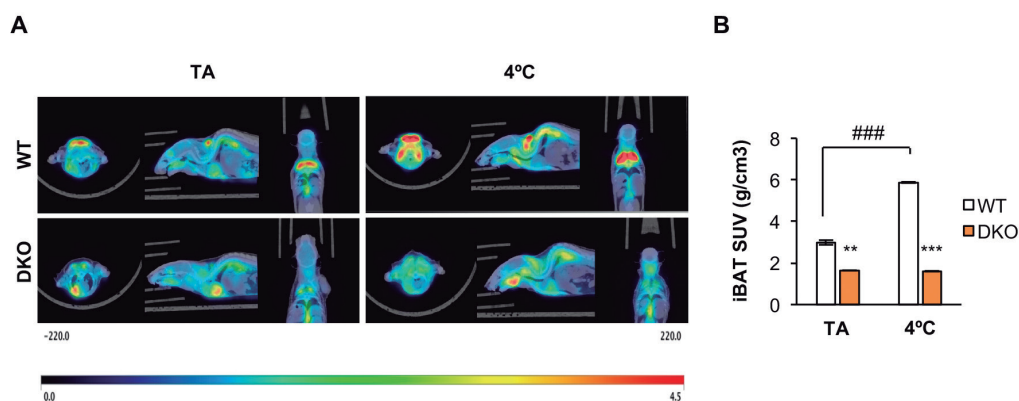 A
B
TA
4ºC
WT
DKO
-220.0
220.0
0.0
4.5
iBAT SUV (g/cm3)
8
6
4
2
0
###
**
***
TA
4ºC
WT
DKO